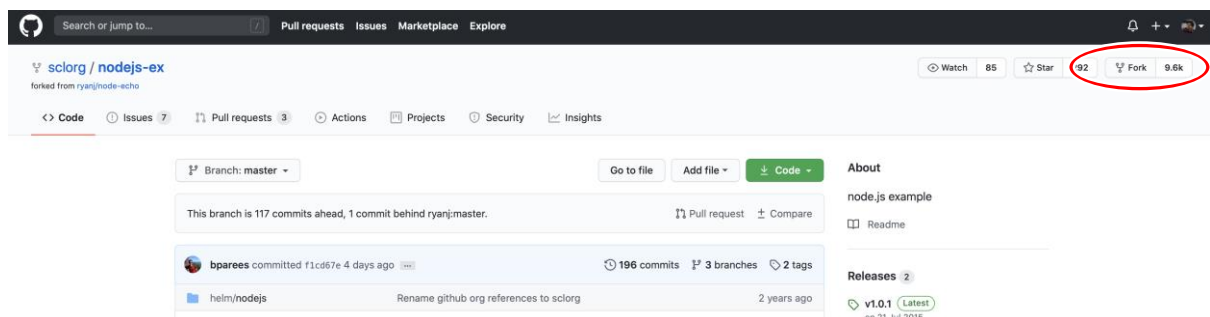 Search or jump to... / Pull requests Issues Marketplace Explore
sclorg / nodejs-ex Watch 85 Star 92 Fork 9.6k
forked from ryanj/node-echo
<> Code Issues 7 Pull requests 3 Actions Projects Security Insights
Branch: master Go to file Add file Code About
node.js example
This branch is 117 commits ahead, 1 commit behind ryanj:master. Pull request Compare
Readme
bparees committed f1cd67e 4 days ago ... 196 commits 3 branches 2 tags
Releases 2
helm/nodejs Rename github org references to sclorg 2 years ago
v1.0.1 Latest